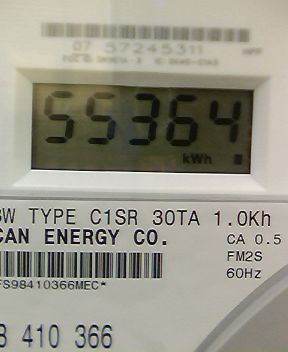 07 57245311
55364
kWh
TYPE C1SR 30TA 1.0Kh
CAN ENERGY CO.
CA 0.5
FM2S
60Hz
FS98410366MEC*
8 410 366